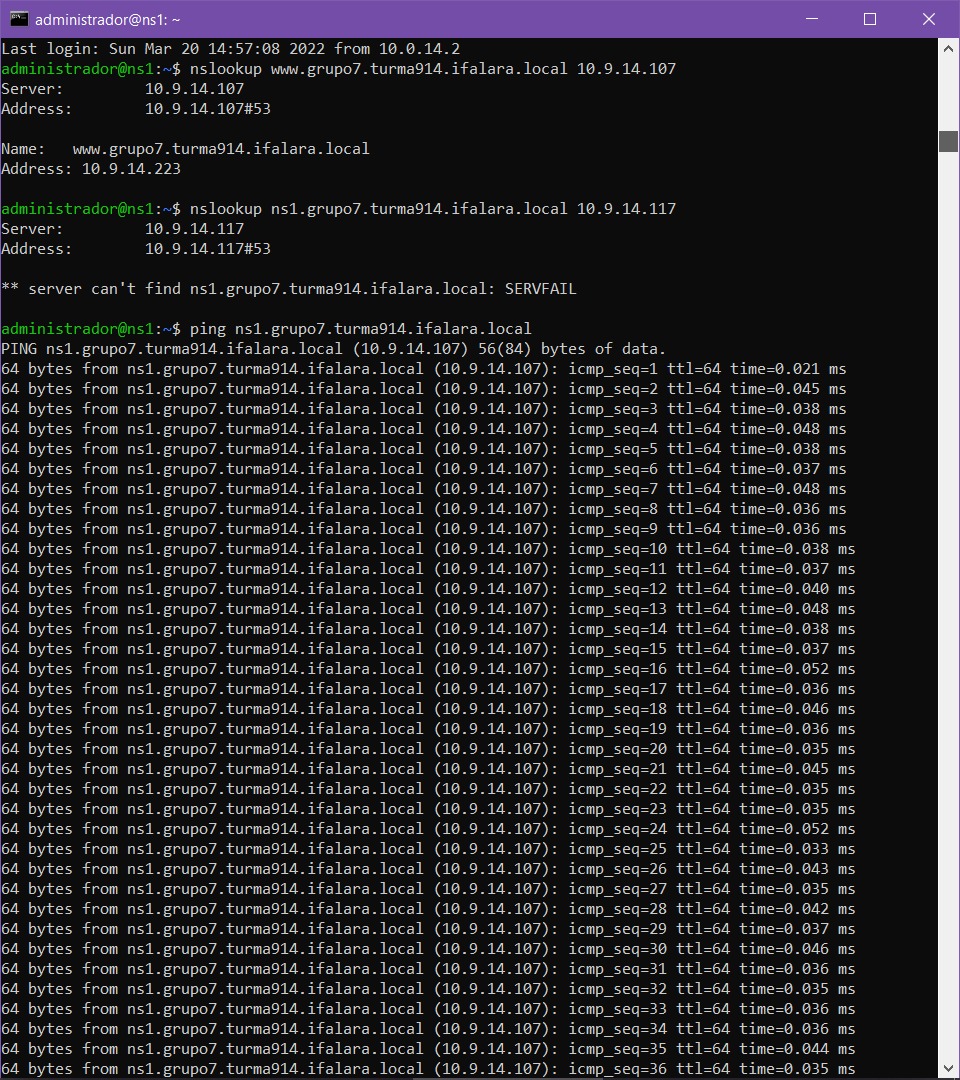 administrador@ns1: ~
Last login: Sun Mar 20 14:57:08 2022 from 10.0.14.2
administrador@ns1:~$ nslookup www.grupo7.turma914.ifalara.local 10.9.14.107
Server:         10.9.14.107
Address:        10.9.14.107#53

Name:   www.grupo7.turma914.ifalara.local
Address: 10.9.14.223

administrador@ns1:~$ nslookup ns1.grupo7.turma914.ifalara.local 10.9.14.117
Server:         10.9.14.117
Address:        10.9.14.117#53

** server can't find ns1.grupo7.turma914.ifalara.local: SERVFAIL

administrador@ns1:~$ ping ns1.grupo7.turma914.ifalara.local
PING ns1.grupo7.turma914.ifalara.local (10.9.14.107) 56(84) bytes of data.
64 bytes from ns1.grupo7.turma914.ifalara.local (10.9.14.107): icmp_seq=1 ttl=64 time=0.021 ms
64 bytes from ns1.grupo7.turma914.ifalara.local (10.9.14.107): icmp_seq=2 ttl=64 time=0.045 ms
64 bytes from ns1.grupo7.turma914.ifalara.local (10.9.14.107): icmp_seq=3 ttl=64 time=0.038 ms
64 bytes from ns1.grupo7.turma914.ifalara.local (10.9.14.107): icmp_seq=4 ttl=64 time=0.048 ms
64 bytes from ns1.grupo7.turma914.ifalara.local (10.9.14.107): icmp_seq=5 ttl=64 time=0.038 ms
64 bytes from ns1.grupo7.turma914.ifalara.local (10.9.14.107): icmp_seq=6 ttl=64 time=0.037 ms
64 bytes from ns1.grupo7.turma914.ifalara.local (10.9.14.107): icmp_seq=7 ttl=64 time=0.048 ms
64 bytes from ns1.grupo7.turma914.ifalara.local (10.9.14.107): icmp_seq=8 ttl=64 time=0.036 ms
64 bytes from ns1.grupo7.turma914.ifalara.local (10.9.14.107): icmp_seq=9 ttl=64 time=0.036 ms
64 bytes from ns1.grupo7.turma914.ifalara.local (10.9.14.107): icmp_seq=10 ttl=64 time=0.038 ms
64 bytes from ns1.grupo7.turma914.ifalara.local (10.9.14.107): icmp_seq=11 ttl=64 time=0.037 ms
64 bytes from ns1.grupo7.turma914.ifalara.local (10.9.14.107): icmp_seq=12 ttl=64 time=0.040 ms
64 bytes from ns1.grupo7.turma914.ifalara.local (10.9.14.107): icmp_seq=13 ttl=64 time=0.048 ms
64 bytes from ns1.grupo7.turma914.ifalara.local (10.9.14.107): icmp_seq=14 ttl=64 time=0.038 ms
64 bytes from ns1.grupo7.turma914.ifalara.local (10.9.14.107): icmp_seq=15 ttl=64 time=0.037 ms
64 bytes from ns1.grupo7.turma914.ifalara.local (10.9.14.107): icmp_seq=16 ttl=64 time=0.052 ms
64 bytes from ns1.grupo7.turma914.ifalara.local (10.9.14.107): icmp_seq=17 ttl=64 time=0.036 ms
64 bytes from ns1.grupo7.turma914.ifalara.local (10.9.14.107): icmp_seq=18 ttl=64 time=0.046 ms
64 bytes from ns1.grupo7.turma914.ifalara.local (10.9.14.107): icmp_seq=19 ttl=64 time=0.036 ms
64 bytes from ns1.grupo7.turma914.ifalara.local (10.9.14.107): icmp_seq=20 ttl=64 time=0.035 ms
64 bytes from ns1.grupo7.turma914.ifalara.local (10.9.14.107): icmp_seq=21 ttl=64 time=0.045 ms
64 bytes from ns1.grupo7.turma914.ifalara.local (10.9.14.107): icmp_seq=22 ttl=64 time=0.035 ms
64 bytes from ns1.grupo7.turma914.ifalara.local (10.9.14.107): icmp_seq=23 ttl=64 time=0.035 ms
64 bytes from ns1.grupo7.turma914.ifalara.local (10.9.14.107): icmp_seq=24 ttl=64 time=0.052 ms
64 bytes from ns1.grupo7.turma914.ifalara.local (10.9.14.107): icmp_seq=25 ttl=64 time=0.033 ms
64 bytes from ns1.grupo7.turma914.ifalara.local (10.9.14.107): icmp_seq=26 ttl=64 time=0.043 ms
64 bytes from ns1.grupo7.turma914.ifalara.local (10.9.14.107): icmp_seq=27 ttl=64 time=0.035 ms
64 bytes from ns1.grupo7.turma914.ifalara.local (10.9.14.107): icmp_seq=28 ttl=64 time=0.042 ms
64 bytes from ns1.grupo7.turma914.ifalara.local (10.9.14.107): icmp_seq=29 ttl=64 time=0.037 ms
64 bytes from ns1.grupo7.turma914.ifalara.local (10.9.14.107): icmp_seq=30 ttl=64 time=0.046 ms
64 bytes from ns1.grupo7.turma914.ifalara.local (10.9.14.107): icmp_seq=31 ttl=64 time=0.036 ms
64 bytes from ns1.grupo7.turma914.ifalara.local (10.9.14.107): icmp_seq=32 ttl=64 time=0.035 ms
64 bytes from ns1.grupo7.turma914.ifalara.local (10.9.14.107): icmp_seq=33 ttl=64 time=0.036 ms
64 bytes from ns1.grupo7.turma914.ifalara.local (10.9.14.107): icmp_seq=34 ttl=64 time=0.036 ms
64 bytes from ns1.grupo7.turma914.ifalara.local (10.9.14.107): icmp_seq=35 ttl=64 time=0.044 ms
64 bytes from ns1.grupo7.turma914.ifalara.local (10.9.14.107): icmp_seq=36 ttl=64 time=0.035 ms